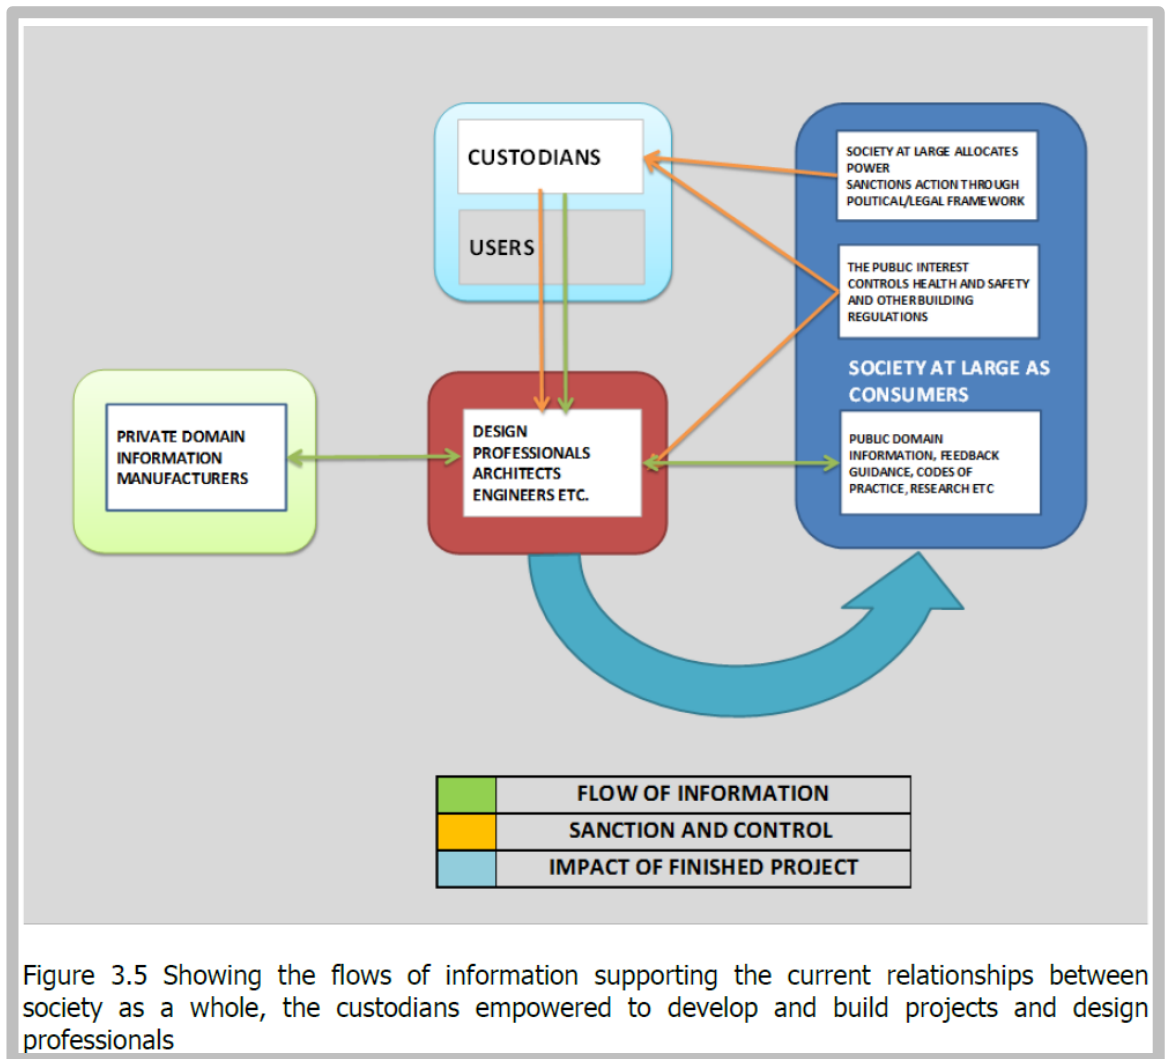 CUSTODIANS
USERS
SOCIETY AT LARGE ALLOCATES
POWER
SANCTIONS ACTION THROUGH
POLITICAL/LEGAL FRAMEWORK
THE PUBLIC INTEREST
CONTROLS HEALTH AND SAFETY
AND OTHERBUILDING
REGULATIONS
SOCIETY AT LARGE AS
CONSUMERS
PRIVATE DOMAIN
INFORMATION
MANUFACTURERS
DESIGN
PROFESSIONALS
ARCHITECTS
ENGINEERS ETC.
PUBLIC DOMAIN
INFORMATION, FEEDBACK
GUIDANCE, CODES OF
PRACTICE, RESEARCH ETC
FLOW OF INFORMATION
SANCTION AND CONTROL
IMPACT OF FINISHED PROJECT
Figure 3.5 Showing the flows of information supporting the current relationships between
society as a whole, the custodians empowered to develop and build projects and design
professionals